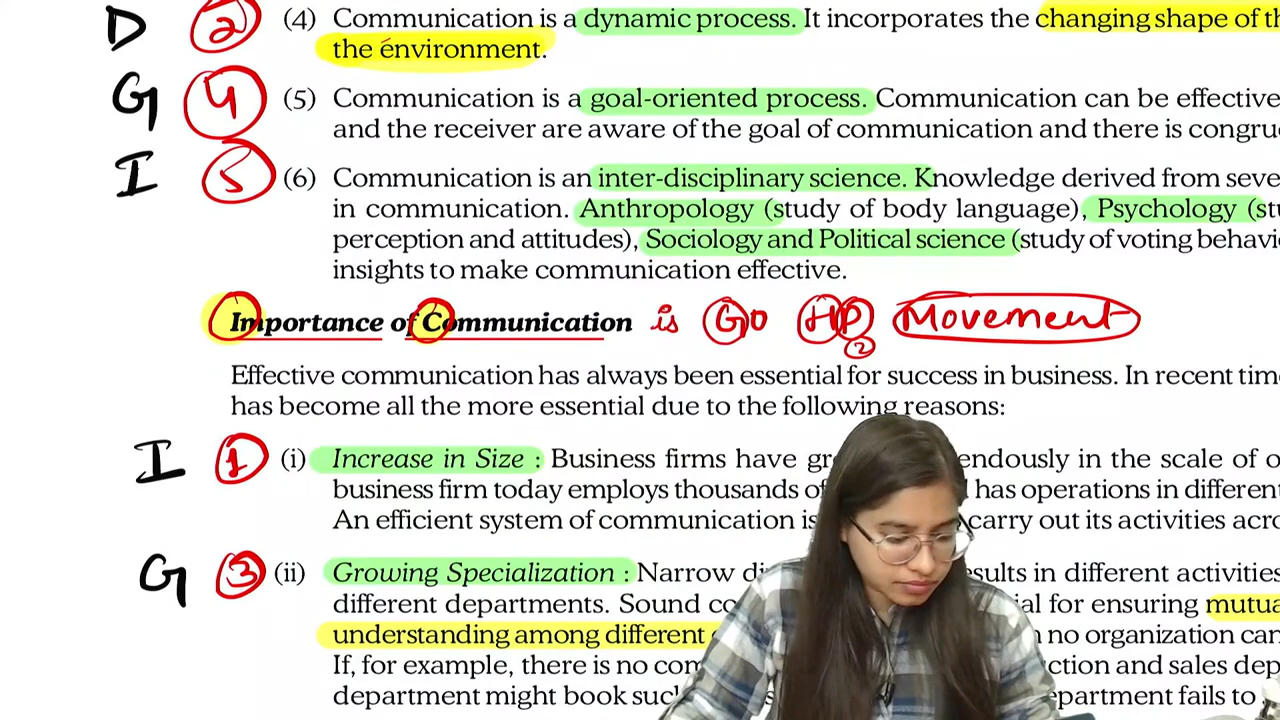 D 2 (4) Communication is a dynamic process. It incorporates the changing shape of th
the environment.
G 4 (5) Communication is a goal-oriented process. Communication can be effective
and the receiver are aware of the goal of communication and there is congru
I 5 (6) Communication is an inter-disciplinary science. Knowledge derived from seve
in communication. Anthropology (study of body language), Psychology (stu
perception and attitudes), Sociology and Political science (study of voting behavi
insights to make communication effective.
Importance of Communication is Go HP Movement
2
Effective communication has always been essential for success in business. In recent time
has become all the more essential due to the following reasons:
I 1 (i) Increase in Size : Business firms have gr endously in the scale of o
business firm today employs thousands of has operations in different
An efficient system of communication is carry out its activities acro
G 3 (ii) Growing Specialization : Narrow di sults in different activities
different departments. Sound co ial for ensuring mutua
understanding among different no organization can
If, for example, there is no com ction and sales dep
department might book suc epartment fails to